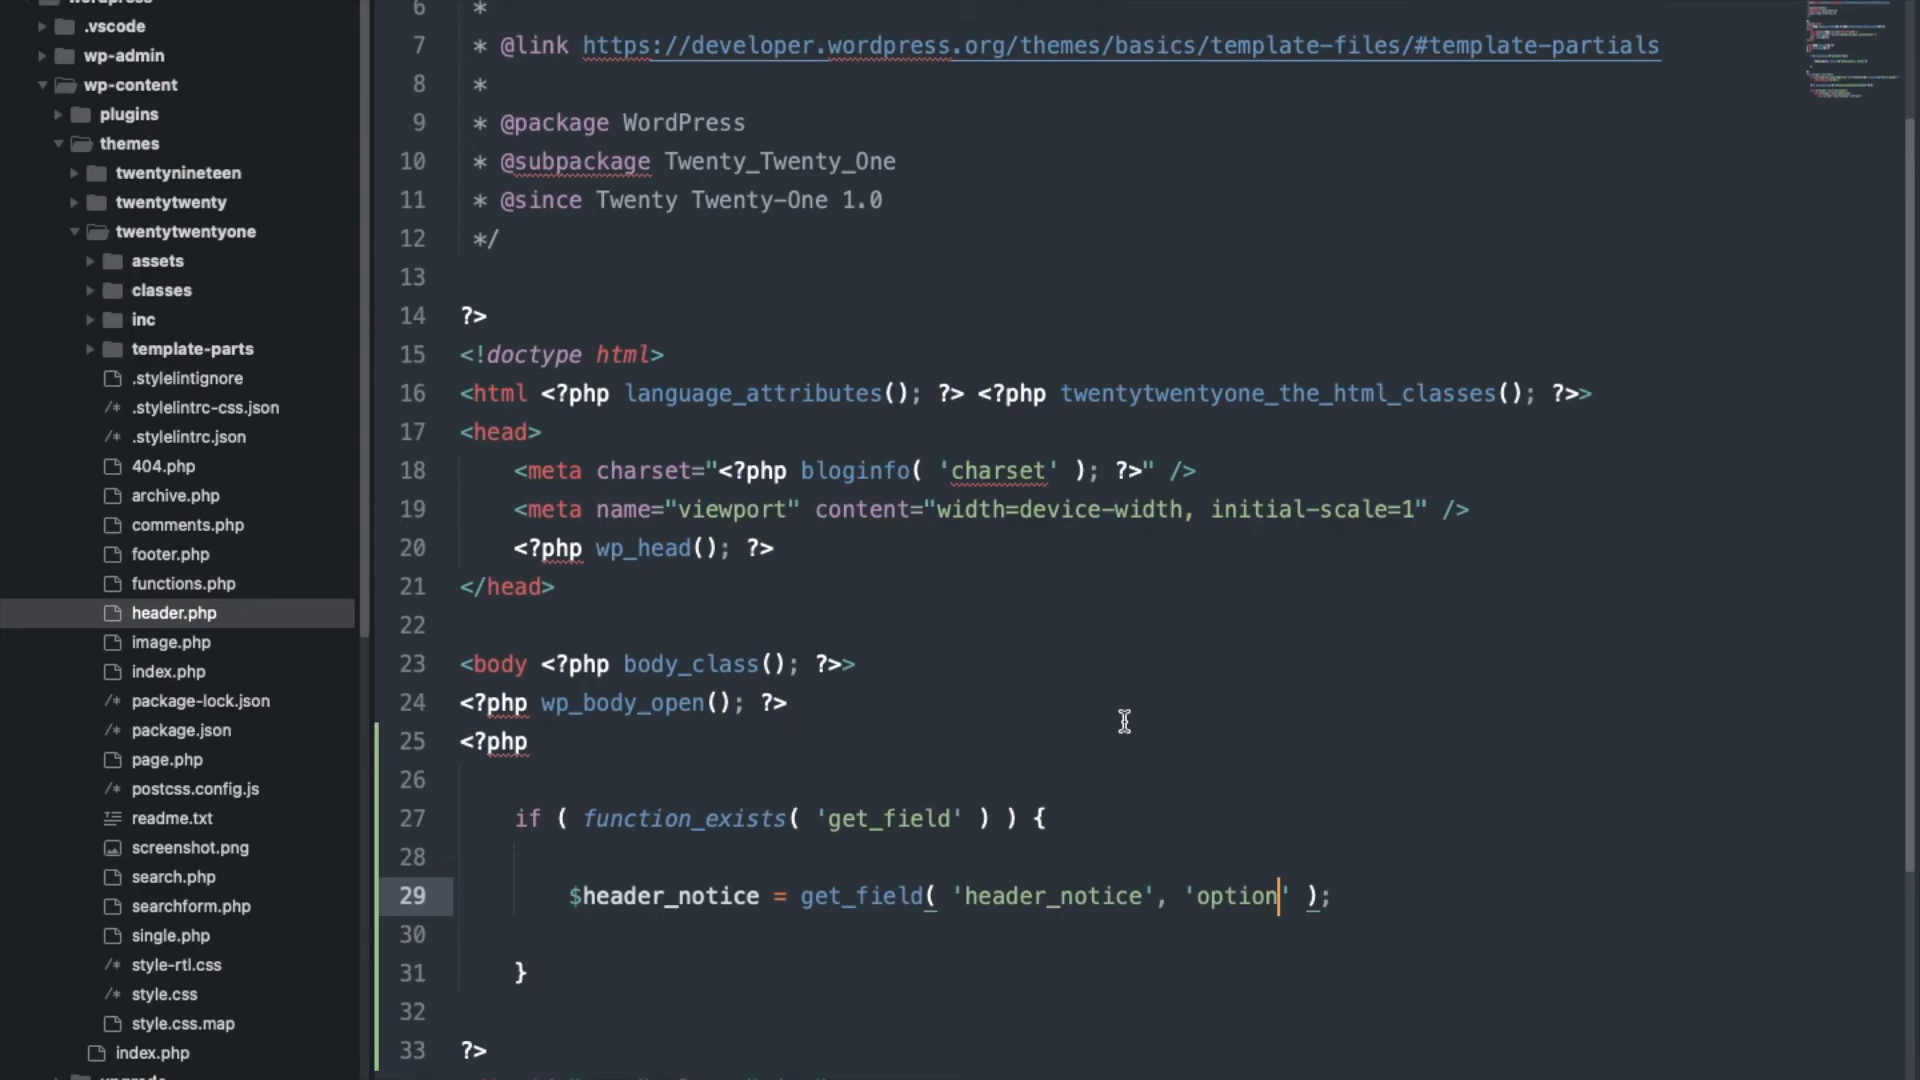 wordpress
.vscode
wp-admin
wp-content
plugins
themes
twentynineteen
twentytwenty
twentytwentyone
assets
classes
inc
template-parts
.stylelintignore
/* .stylelintrc-css.json
/* .stylelintrc.json
404.php
archive.php
comments.php
footer.php
functions.php
header.php
image.php
index.php
/* package-lock.json
/* package.json
page.php
/* postcss.config.js
readme.txt
screenshot.png
search.php
searchform.php
single.php
/* style-rtl.css
/* style.css
style.css.map
index.php
upgrade
6 *
7 * @link https://developer.wordpress.org/themes/basics/template-files/#template-partials
8 *
9 * @package WordPress
10 * @subpackage Twenty_Twenty_One
11 * @since Twenty Twenty-One 1.0
12 */
13
14 ?>
15 <!doctype html>
16 <html <?php language_attributes(); ?> <?php twentytwentyone_the_html_classes(); ?>>
17 <head>
18 <meta charset="<?php bloginfo( 'charset' ); ?>" />
19 <meta name="viewport" content="width=device-width, initial-scale=1" />
20 <?php wp_head(); ?>
21 </head>
22
23 <body <?php body_class(); ?>>
24 <?php wp_body_open(); ?>
25 <?php
26
27 if ( function_exists( 'get_field' ) ) {
28
29 $header_notice = get_field( 'header_notice', 'option' );
30
31 }
32
33 ?>